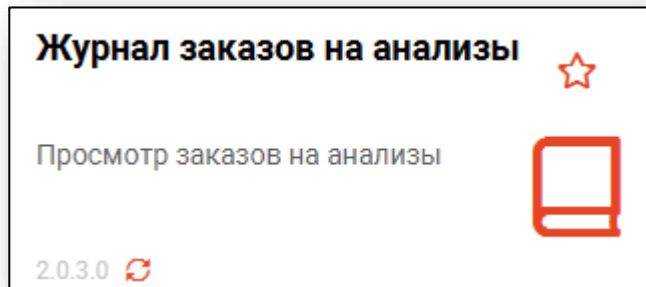 Журнал заказов на анализы
Просмотр заказов на анализы
2.0.3.0